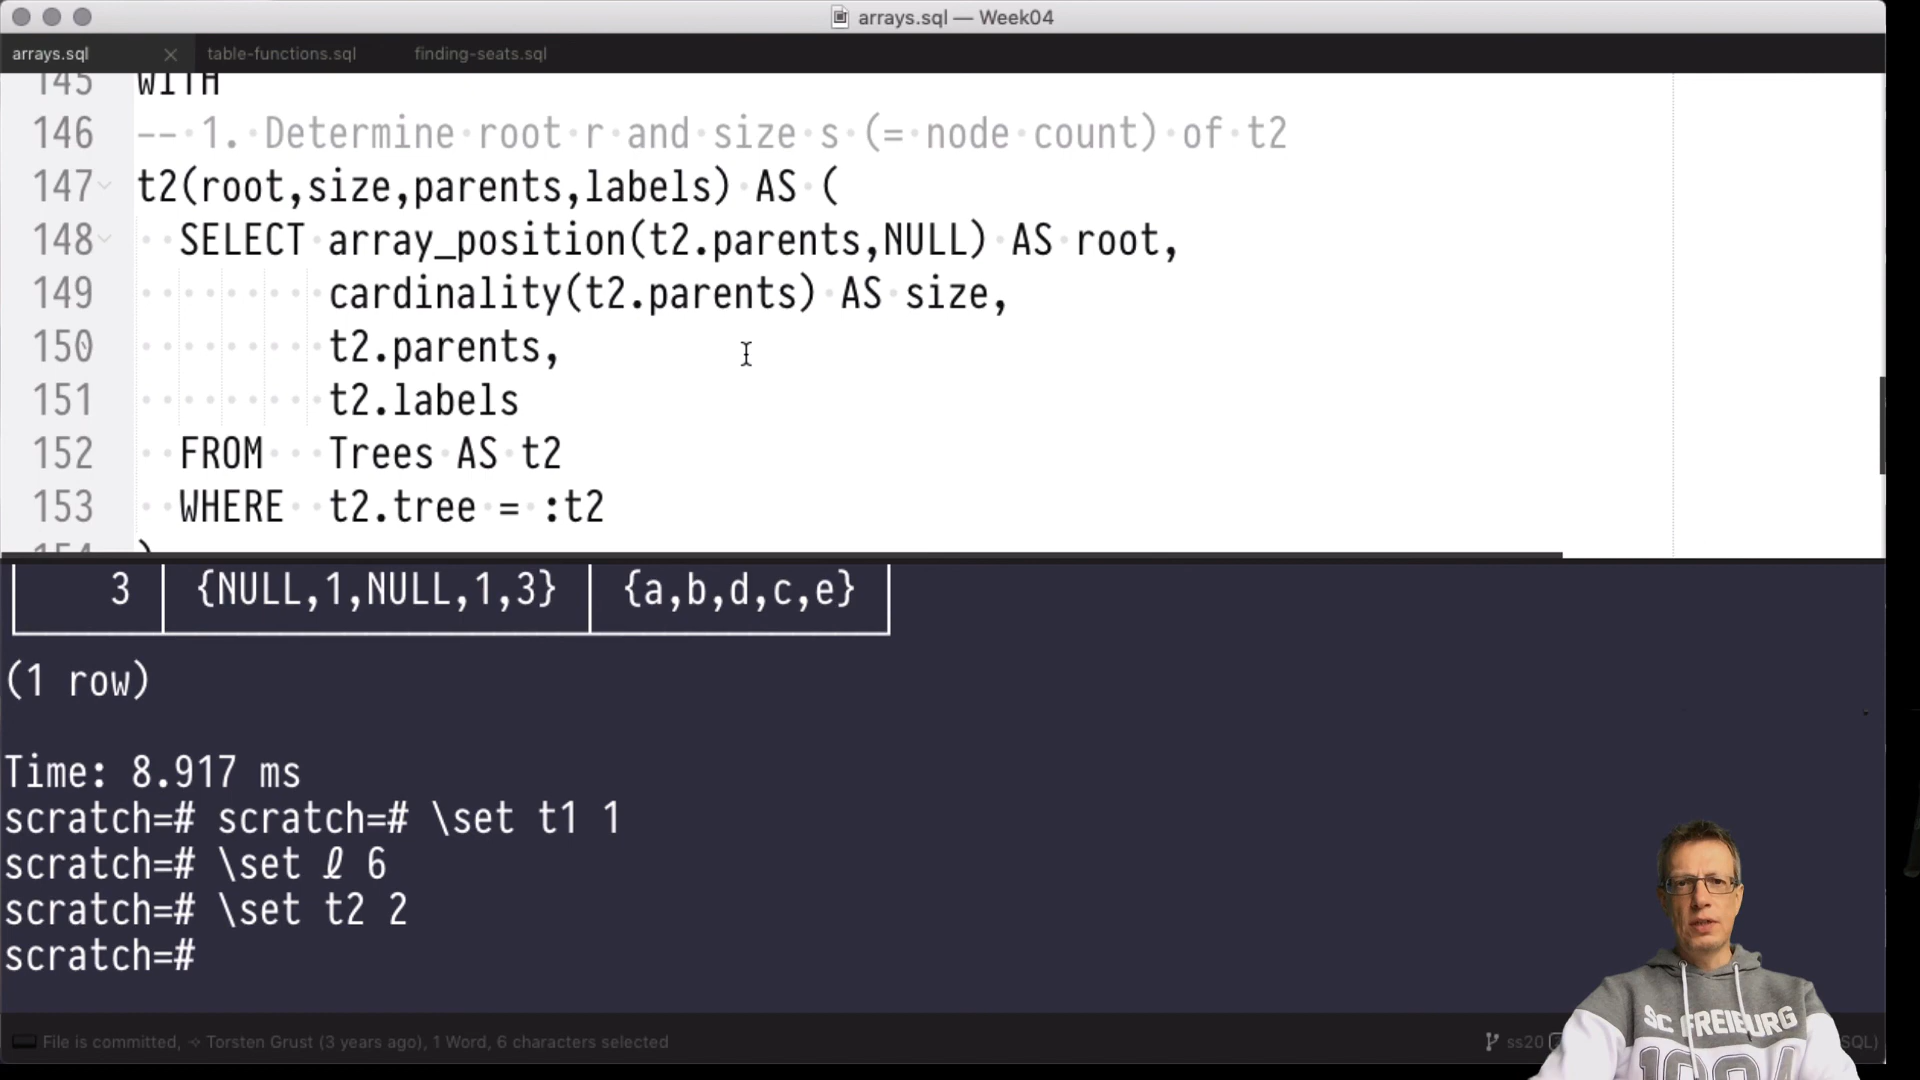 arrays.sql — Week04
arrays.sql
table-functions.sql
finding-seats.sql
145 WITH
146 -- 1. Determine root r and size s (= node count) of t2
147 t2(root,size,parents,labels) AS (
148 SELECT array_position(t2.parents,NULL) AS root,
149 cardinality(t2.parents) AS size,
150 t2.parents,
151 t2.labels
152 FROM Trees AS t2
153 WHERE t2.tree = :t2
154 )
3 {NULL,1,NULL,1,3} {a,b,d,c,e}
(1 row)
Time: 8.917 ms
scratch=# scratch=# \set t1 1
scratch=# \set ℓ 6
scratch=# \set t2 2
scratch=#
File is committed, Torsten Grust (3 years ago), 1 Word, 6 characters selected
ss20
SQL)
SC FREIBURG